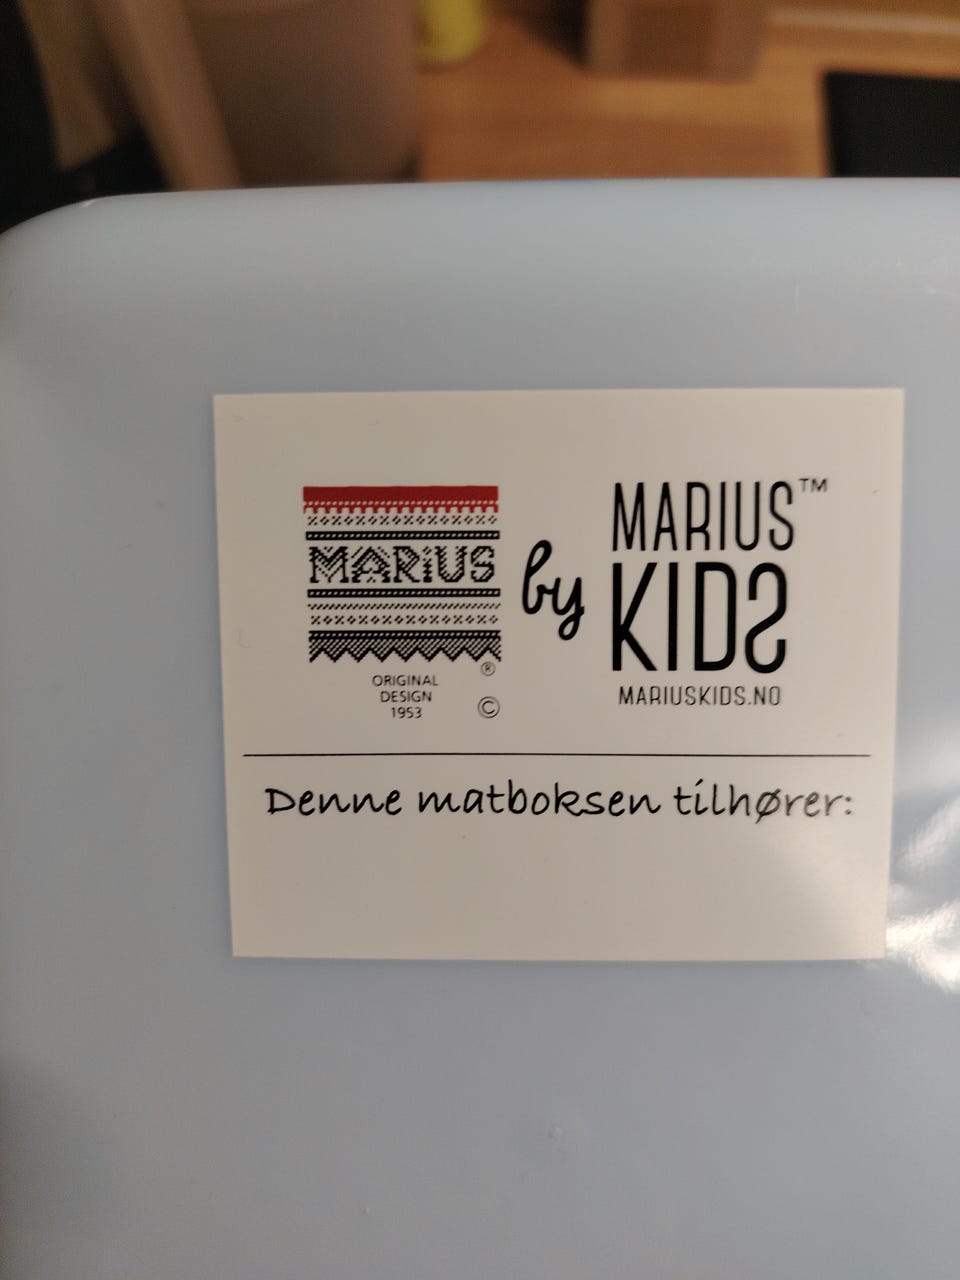 MARIUS
®
ORIGINAL
DESIGN
1953
©
by
MARIUS™
KIDS
MARIUSKIDS.NO
Denne matboksen tilhører: